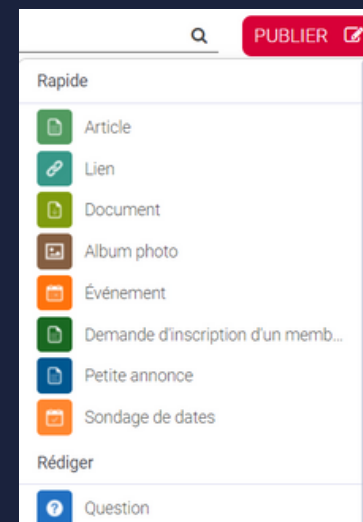 PUBLIER
Rapide
Article
Lien
Document
Album photo
Événement
Demande d'inscription d'un memb...
Petite annonce
Sondage de dates
Rédiger
Question